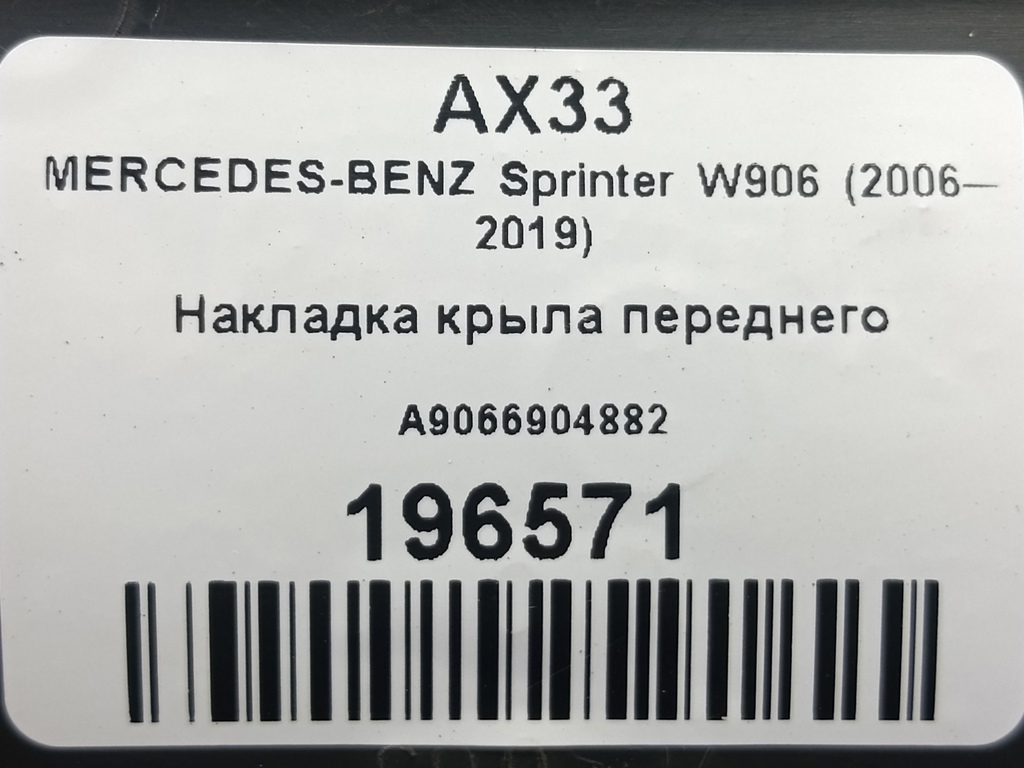 AX33
MERCEDES-BENZ Sprinter W906 (2006—
2019)
Накладка крыла переднего
A9066904882
196571